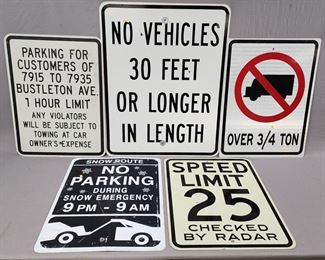 PARKING FOR
CUSTOMERS OF
7915 TO 7935
BUSTLETON AVE.
1 HOUR LIMIT
ANY VIOLATORS
WILL BE SUBJECT TO
TOWING AT CAR
OWNER'S EXPENSE
NO VEHICLES
30 FEET
OR LONGER
IN LENGTH
OVER 3/4 TON
SNOW ROUTE
NO
PARKING
DURING
SNOW EMERGENCY
9 PM - 9 AM
SPEED
LIMIT
25
CHECKED
BY RADAR